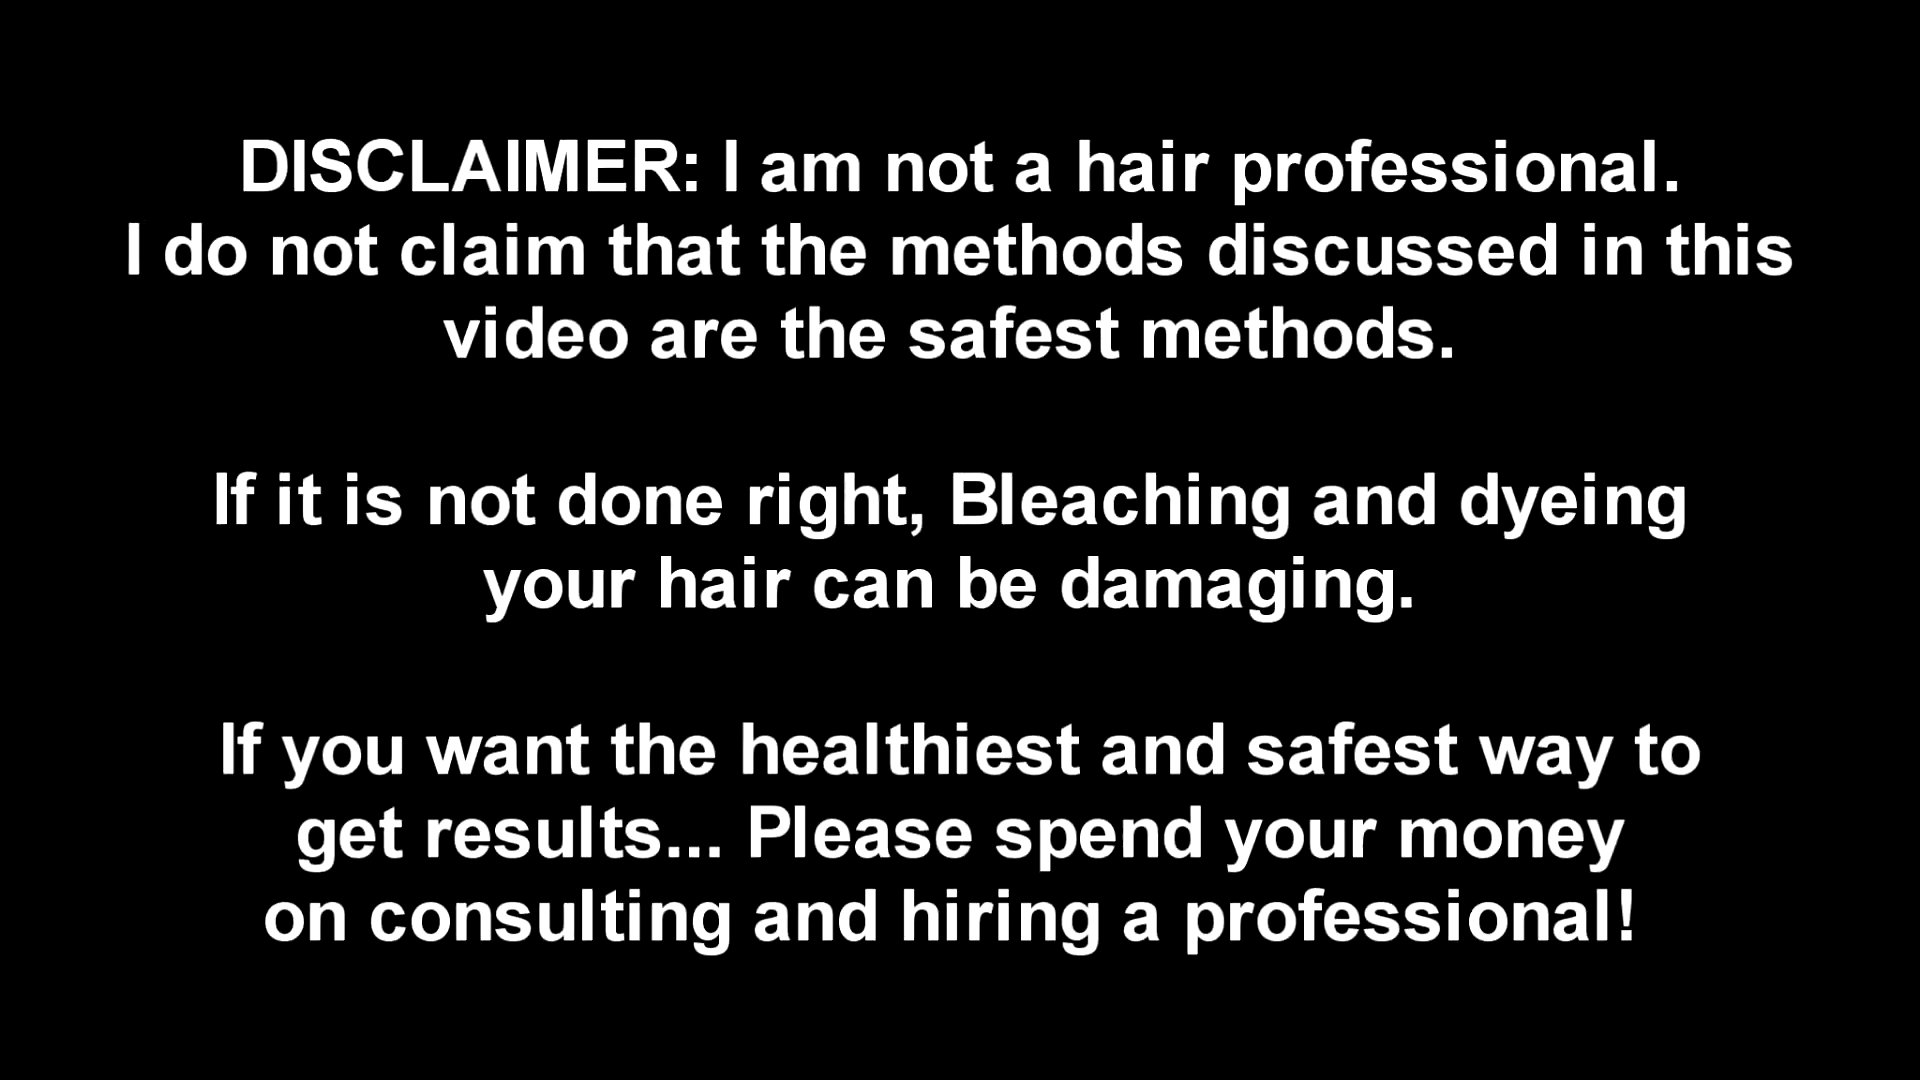 DISCLAIMER: I am not a hair professional.
I do not claim that the methods discussed in this
video are the safest methods.
If it is not done right, Bleaching and dyeing
your hair can be damaging.
If you want the healthiest and safest way to
get results... Please spend your money
on consulting and hiring a professional!